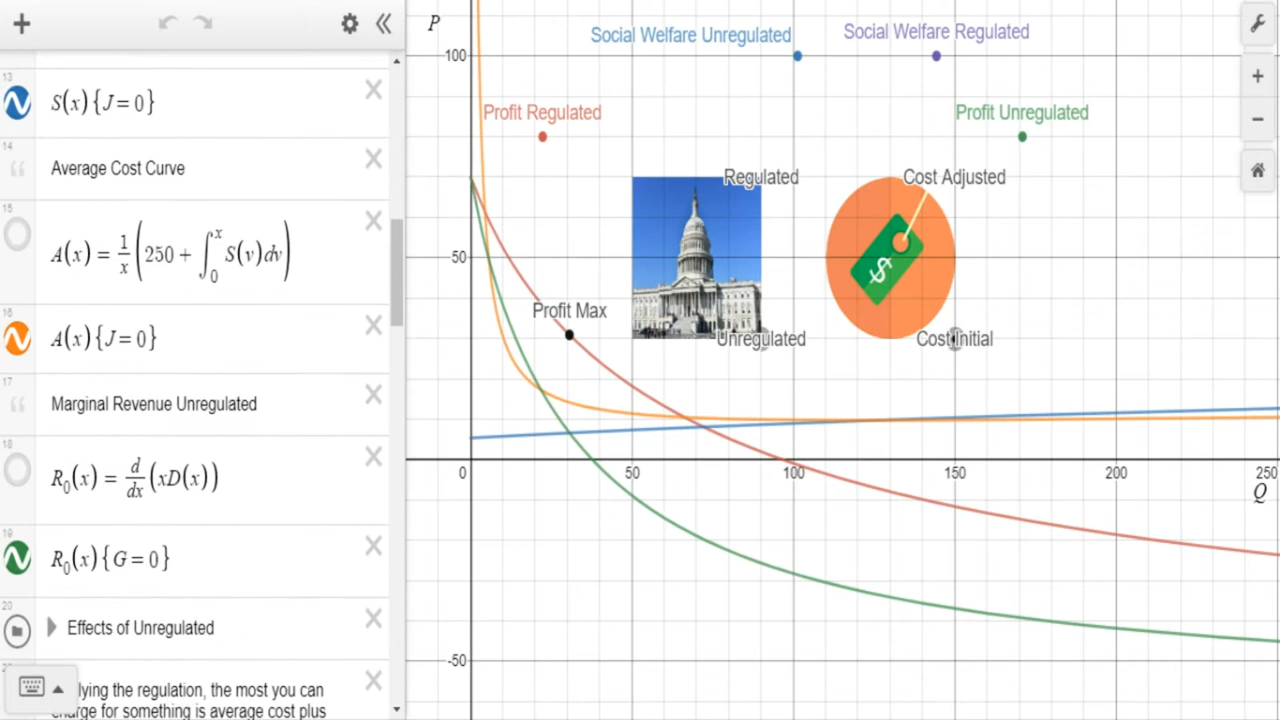 13
S(x){J=0}
14
Average Cost Curve
15
A(x) = 1/x (250 + ∫₀ˣ S(v)dv)
16
A(x){J=0}
17
Marginal Revenue Unregulated
18
R₀(x) = d/dx (xD(x))
19
R₀(x){G=0}
20
Effects of Unregulated
lying the regulation, the most you can
charge for something is average cost plus
P
Social Welfare Unregulated
Social Welfare Regulated
100
Profit Regulated
Profit Unregulated
Regulated
Cost Adjusted
50
$
Profit Max
Unregulated
Cost Initial
0
50
100
150
200
250
Q
-50